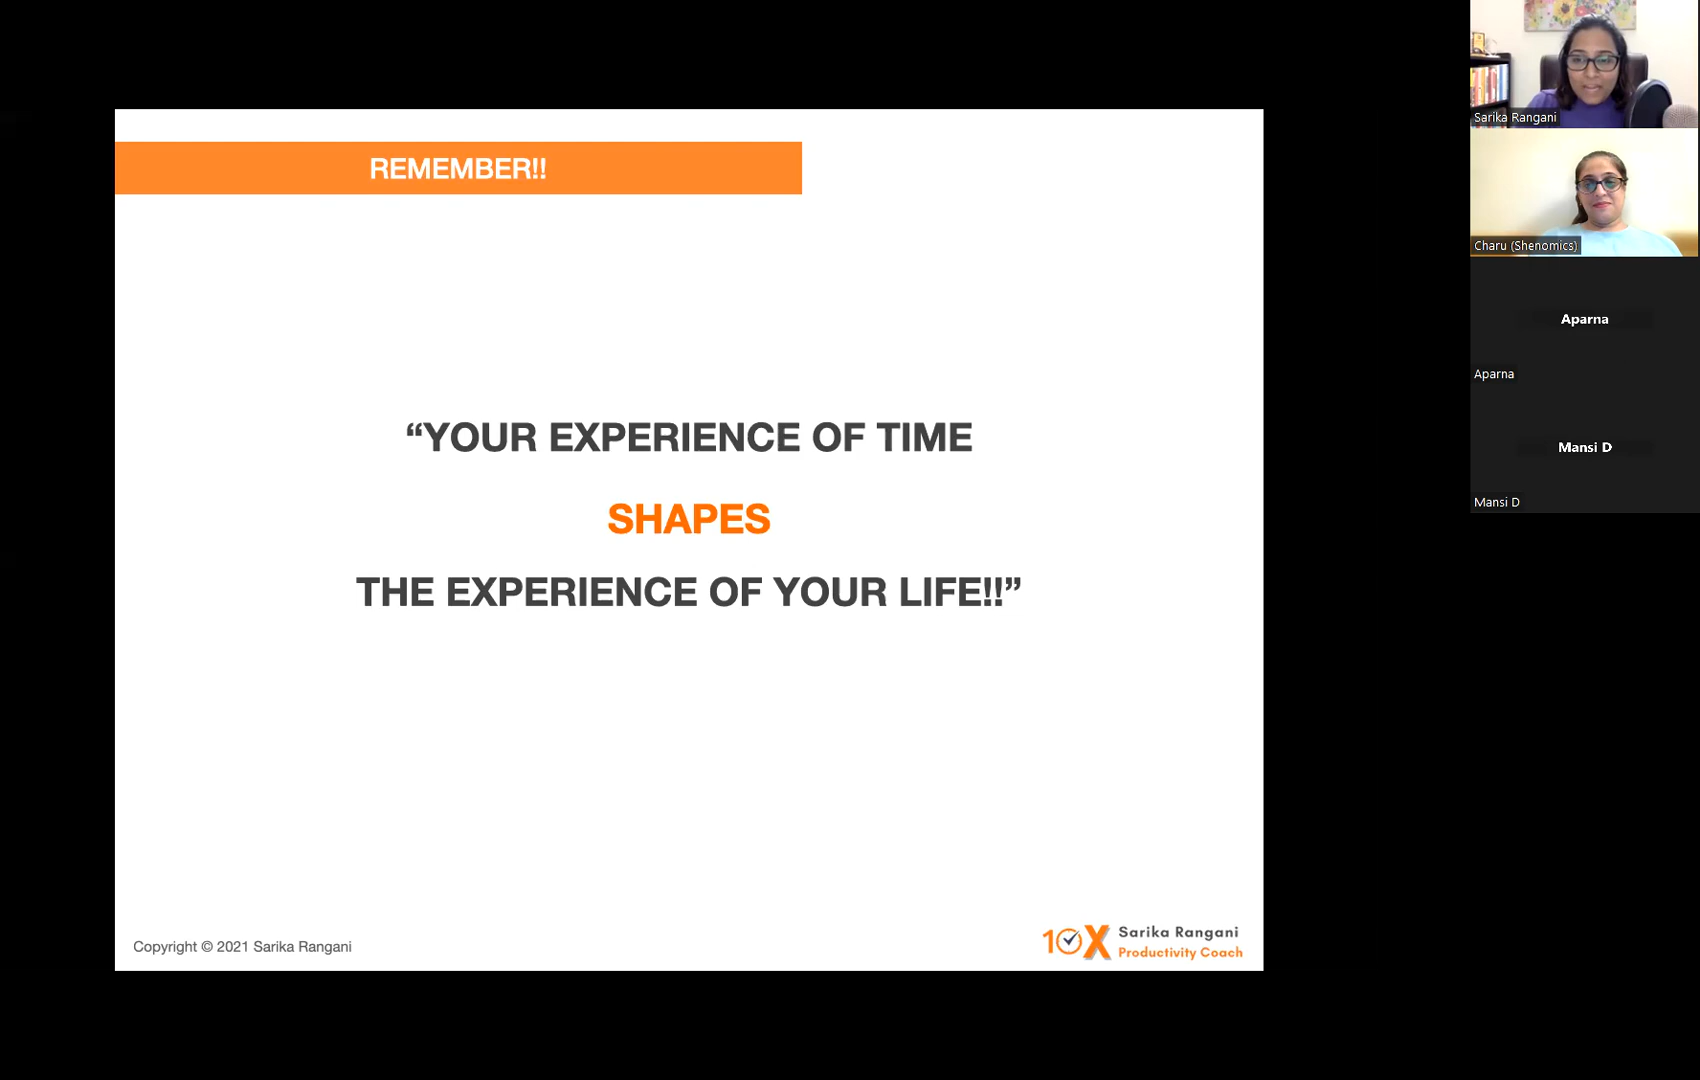 REMEMBER!!
“YOUR EXPERIENCE OF TIME
SHAPES
THE EXPERIENCE OF YOUR LIFE!!”
Copyright © 2021 Sarika Rangani
10X Sarika Rangani
Productivity Coach
Sarika Rangani
Charu (Shenomics)
Aparna
Aparna
Mansi D
Mansi D